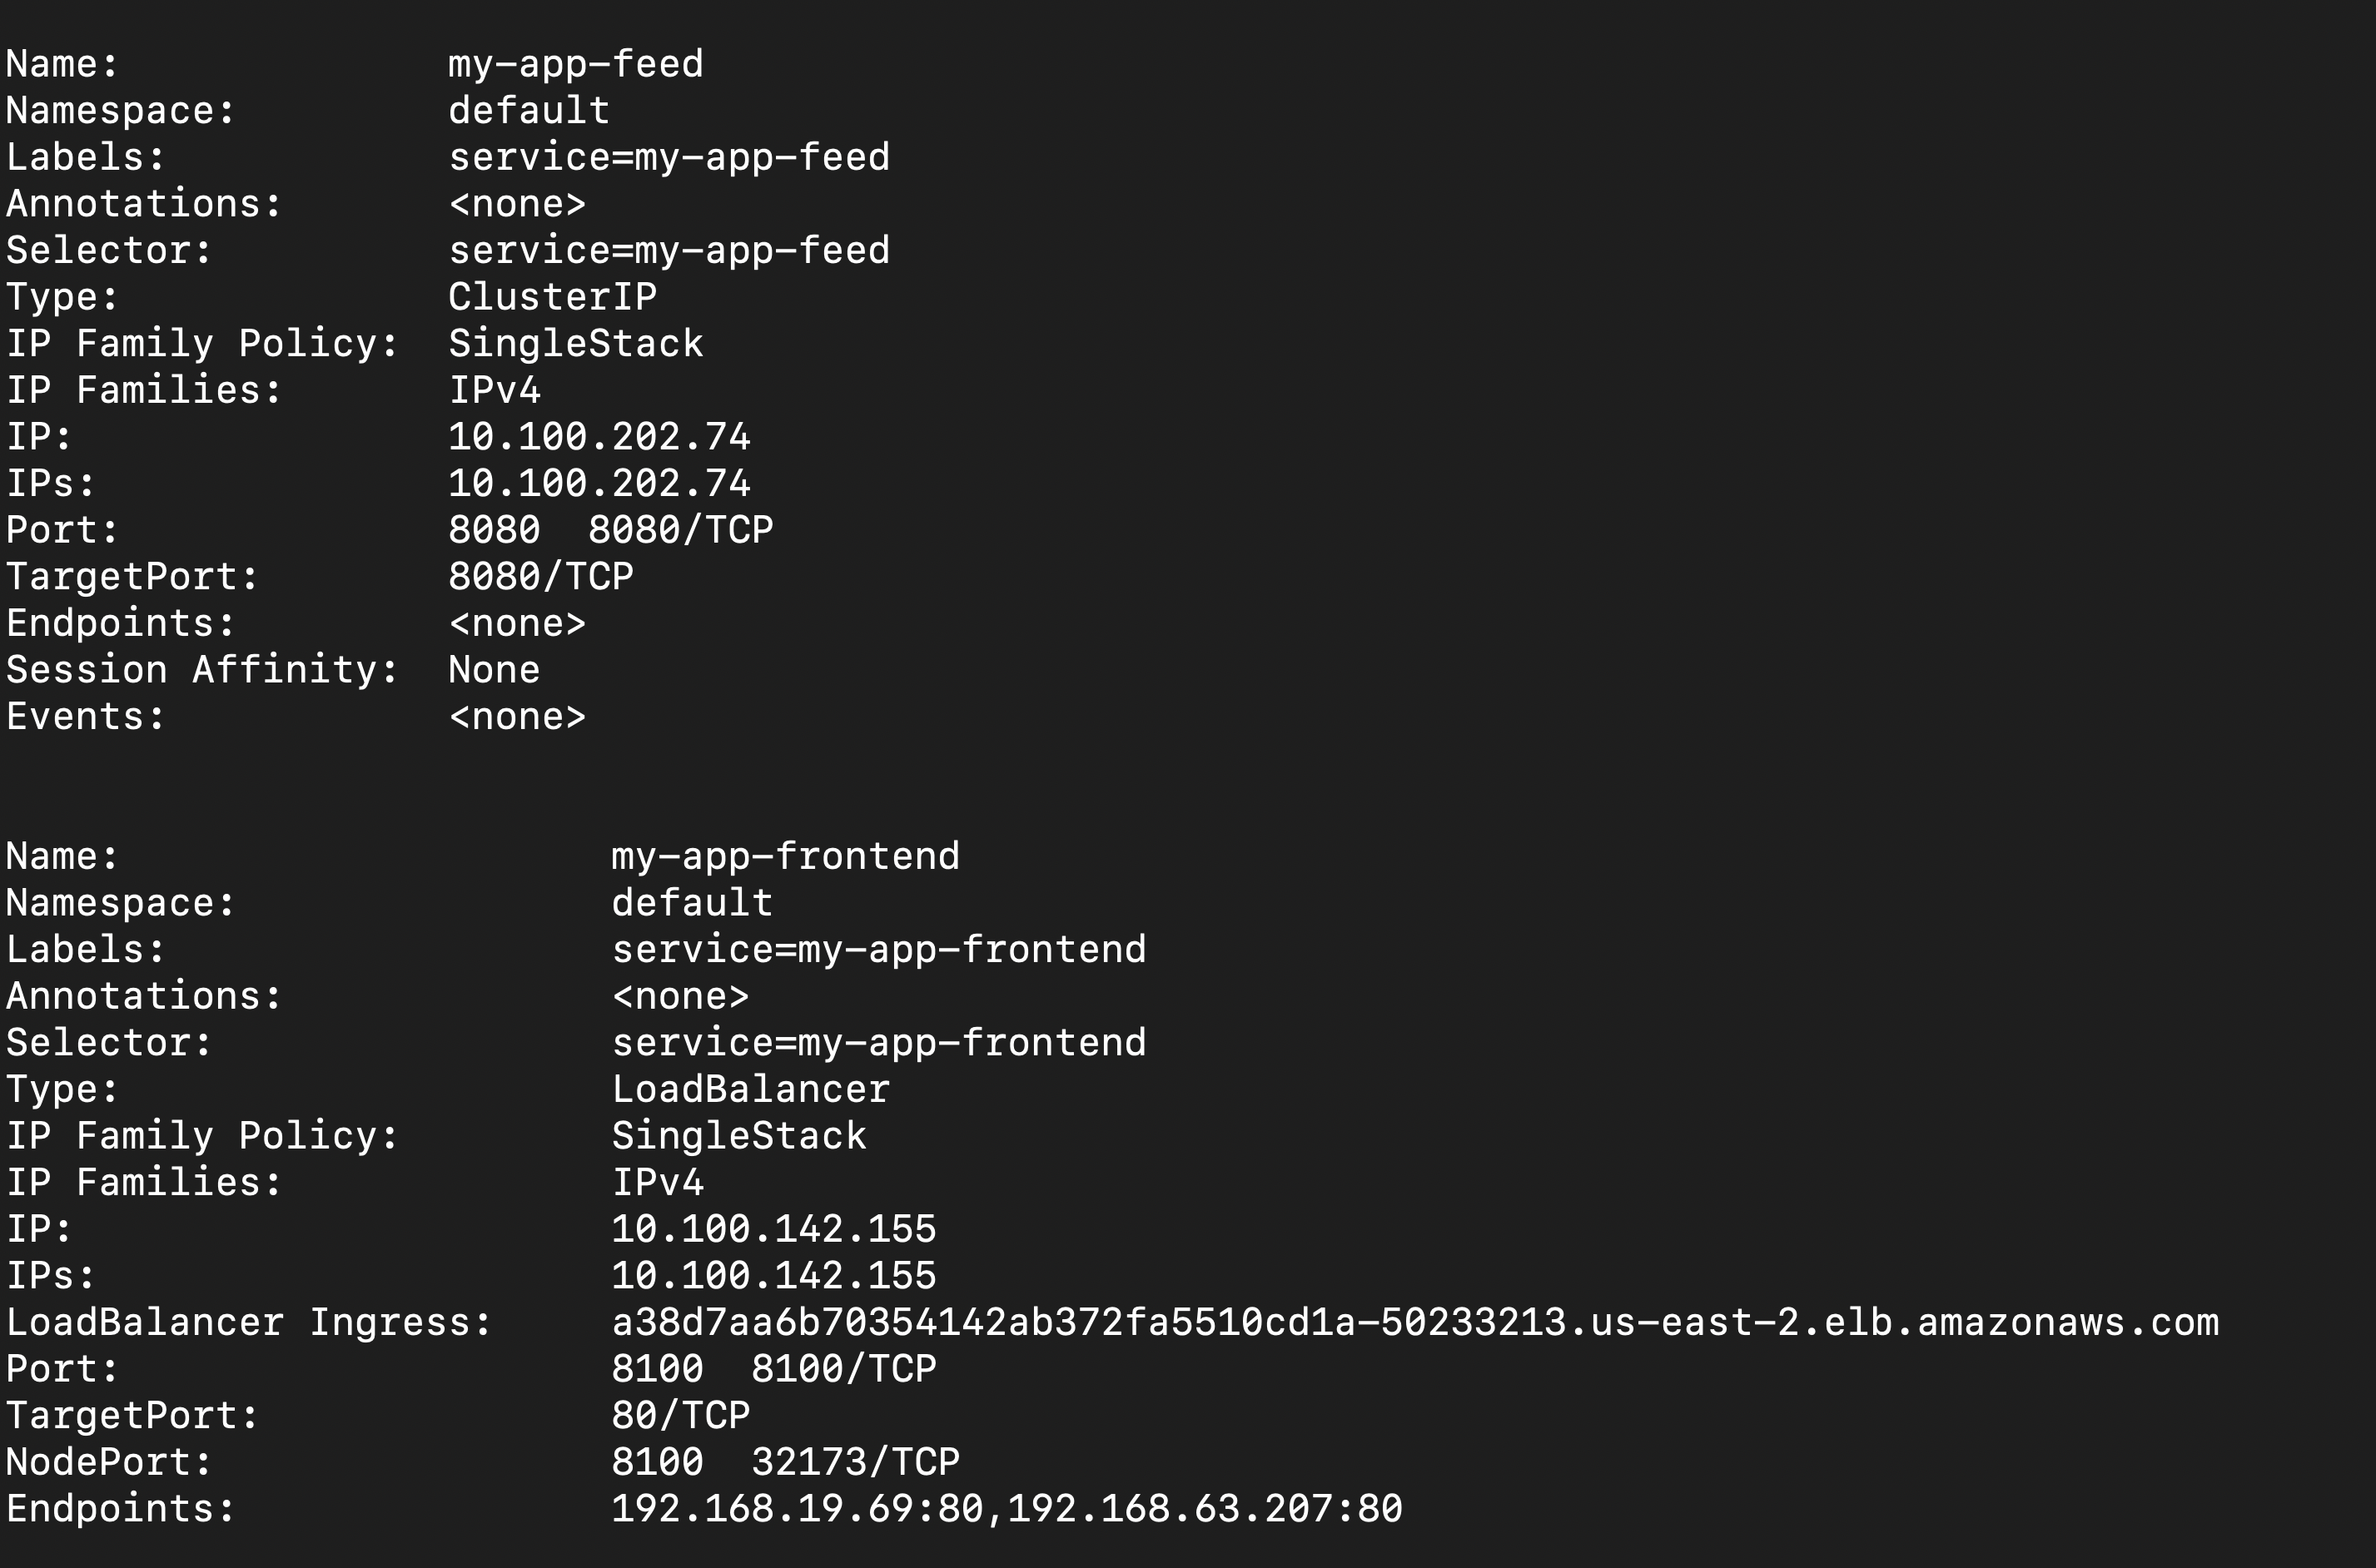 Name: my-app-feed
Namespace: default
Labels: service=my-app-feed
Annotations: <none>
Selector: service=my-app-feed
Type: ClusterIP
IP Family Policy: SingleStack
IP Families: IPv4
IP: 10.100.202.74
IPs: 10.100.202.74
Port: 8080 8080/TCP
TargetPort: 8080/TCP
Endpoints: <none>
Session Affinity: None
Events: <none>
Name: my-app-frontend
Namespace: default
Labels: service=my-app-frontend
Annotations: <none>
Selector: service=my-app-frontend
Type: LoadBalancer
IP Family Policy: SingleStack
IP Families: IPv4
IP: 10.100.142.155
IPs: 10.100.142.155
LoadBalancer Ingress: a38d7aa6b70354142ab372fa5510cd1a-50233213.us-east-2.elb.amazonaws.com
Port: 8100 8100/TCP
TargetPort: 80/TCP
NodePort: 8100 32173/TCP
Endpoints: 192.168.19.69:80,192.168.63.207:80